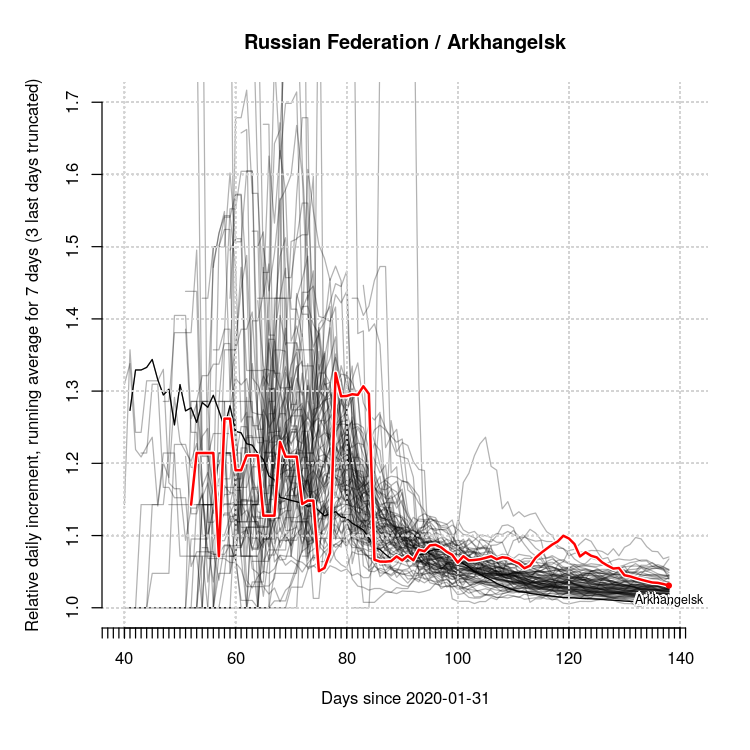 Russian Federation / Arkhangelsk
Relative daily increment, running average for 7 days (3 last days truncated)
1.7
1.6
1.5
1.4
1.3
1.2
1.1
1.0
Arkhangelsk
40 60 80 100 120 140
Days since 2020-01-31